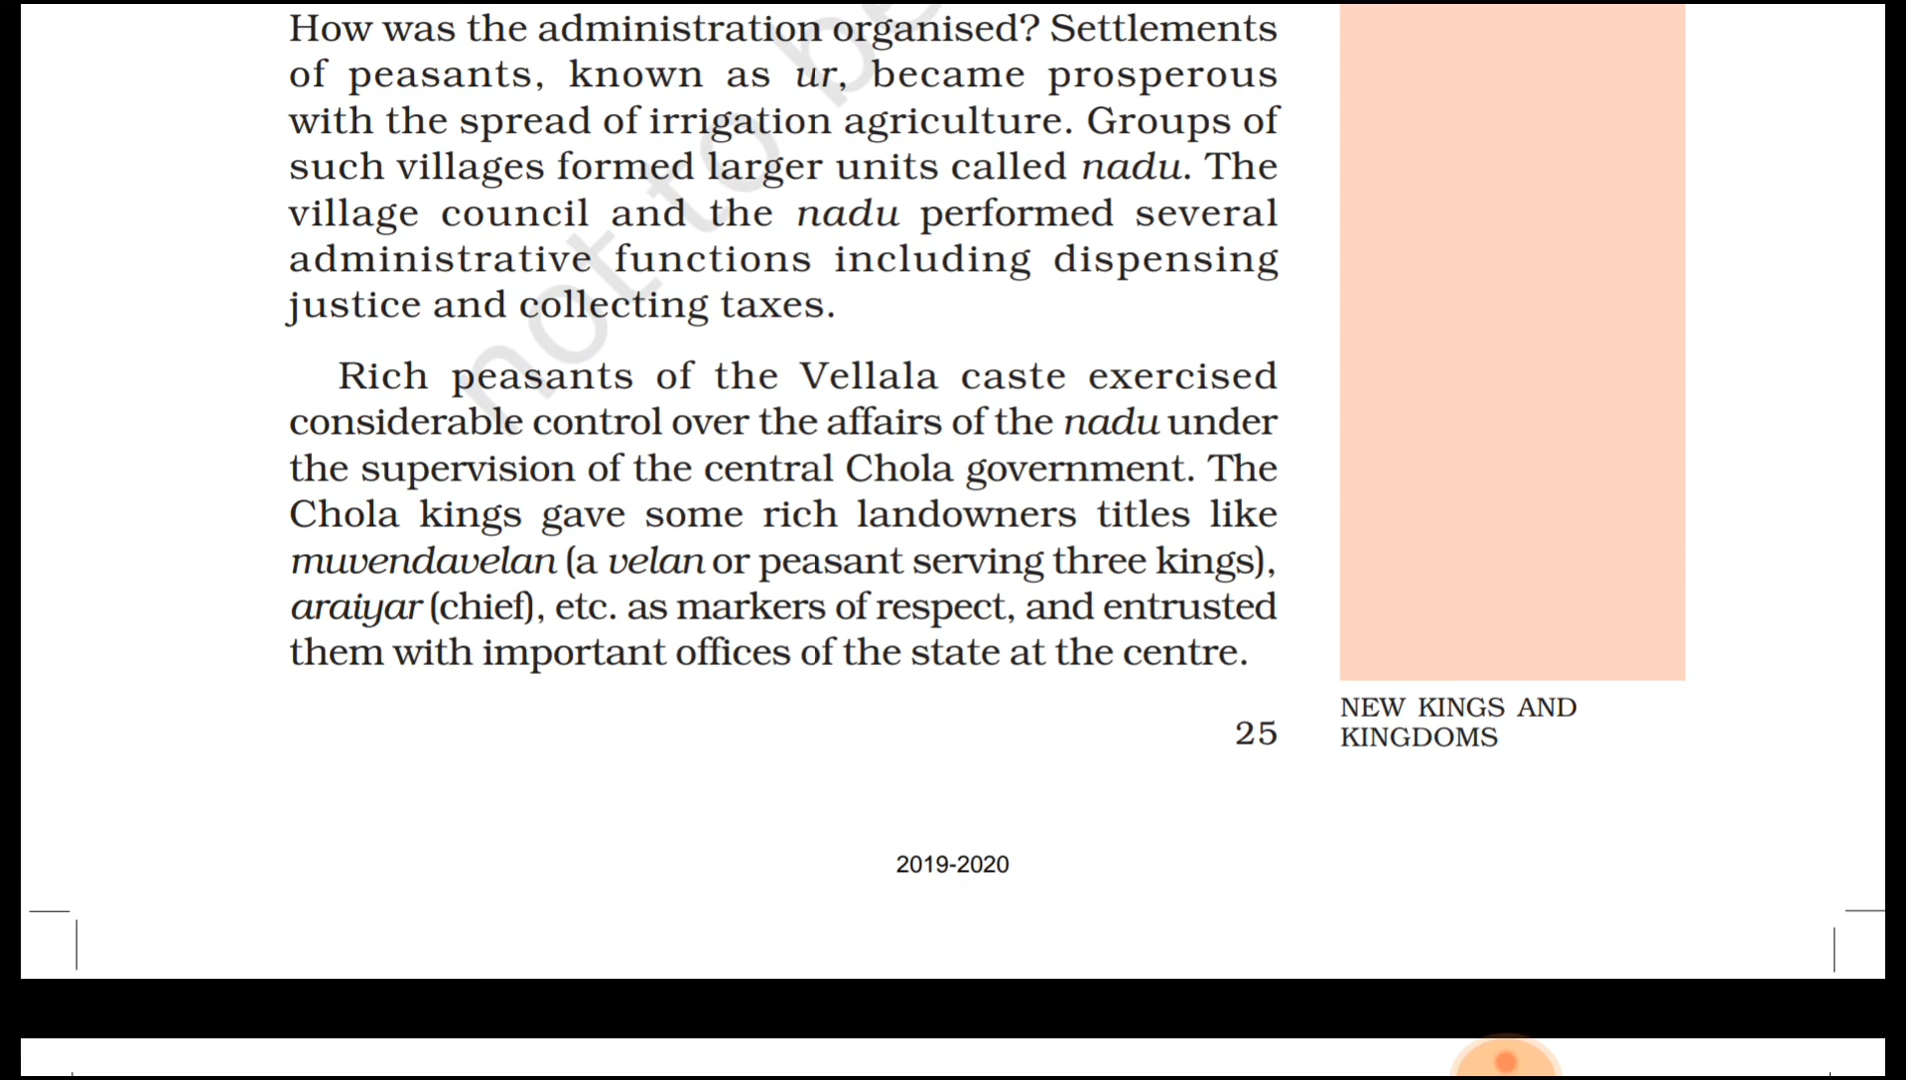 How was the administration organised? Settlements
of peasants, known as ur, became prosperous
with the spread of irrigation agriculture. Groups of
such villages formed larger units called nadu. The
village council and the nadu performed several
administrative functions including dispensing
justice and collecting taxes.
Rich peasants of the Vellala caste exercised
considerable control over the affairs of the nadu under
the supervision of the central Chola government. The
Chola kings gave some rich landowners titles like
muvendavelan (a velan or peasant serving three kings),
araiyar (chief), etc. as markers of respect, and entrusted
them with important offices of the state at the centre.
25
NEW KINGS AND
KINGDOMS
2019-2020
not to be